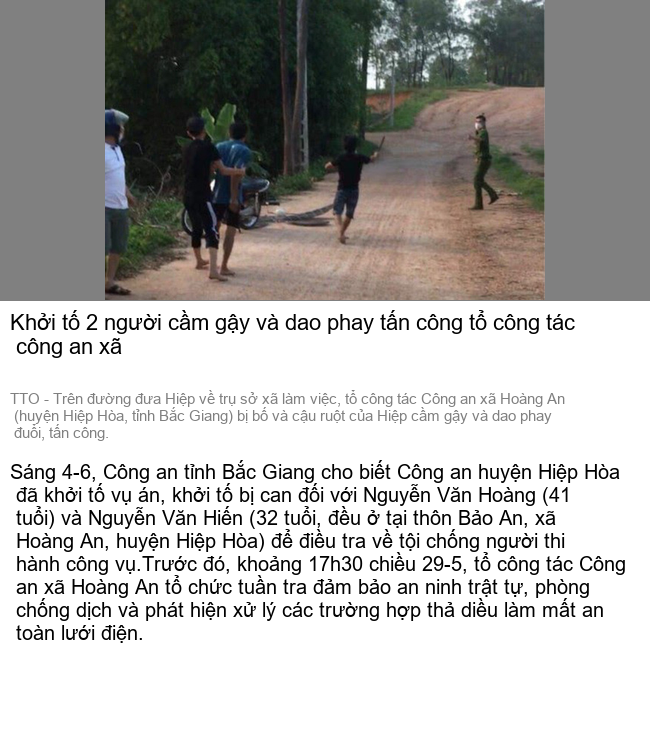 Khởi tố 2 người cầm gậy và dao phay tấn công tổ công tác
công an xã
TTO - Trên đường đưa Hiệp về trụ sở xã làm việc, tổ công tác Công an xã Hoàng An
(huyện Hiệp Hòa, tỉnh Bắc Giang) bị bố và cậu ruột của Hiệp cầm gậy và dao phay
đuổi, tấn công.
Sáng 4-6, Công an tỉnh Bắc Giang cho biết Công an huyện Hiệp Hòa
đã khởi tố vụ án, khởi tố bị can đối với Nguyễn Văn Hoàng (41
tuổi) và Nguyễn Văn Hiến (32 tuổi, đều ở tại thôn Bảo An, xã
Hoàng An, huyện Hiệp Hòa) để điều tra về tội chống người thi
hành công vụ.Trước đó, khoảng 17h30 chiều 29-5, tổ công tác Công
an xã Hoàng An tổ chức tuần tra đảm bảo an ninh trật tự, phòng
chống dịch và phát hiện xử lý các trường hợp thả diều làm mất an
toàn lưới điện.